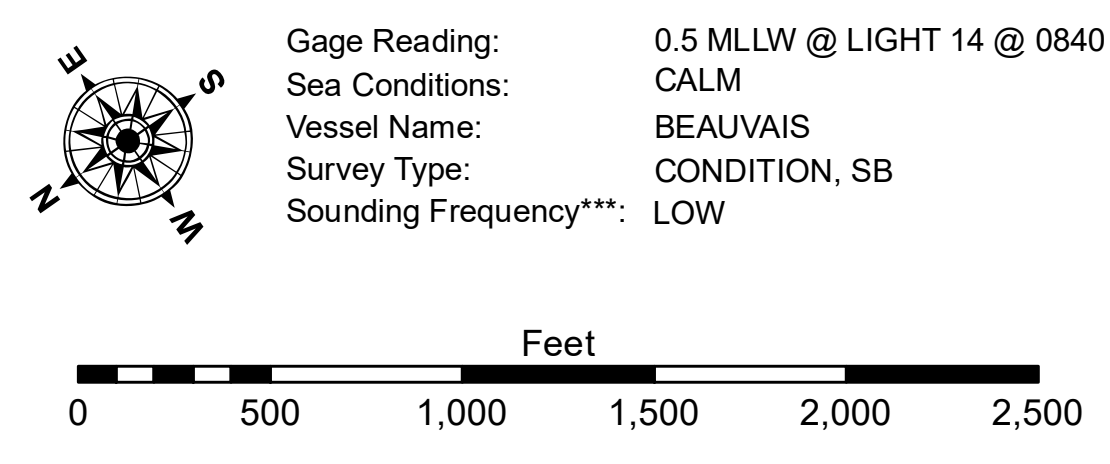 E
S
N
W
Gage Reading: 0.5 MLLW @ LIGHT 14 @ 0840
Sea Conditions: CALM
Vessel Name: BEAUVAIS
Survey Type: CONDITION, SB
Sounding Frequency***: LOW
Feet
0 500 1,000 1,500 2,000 2,500